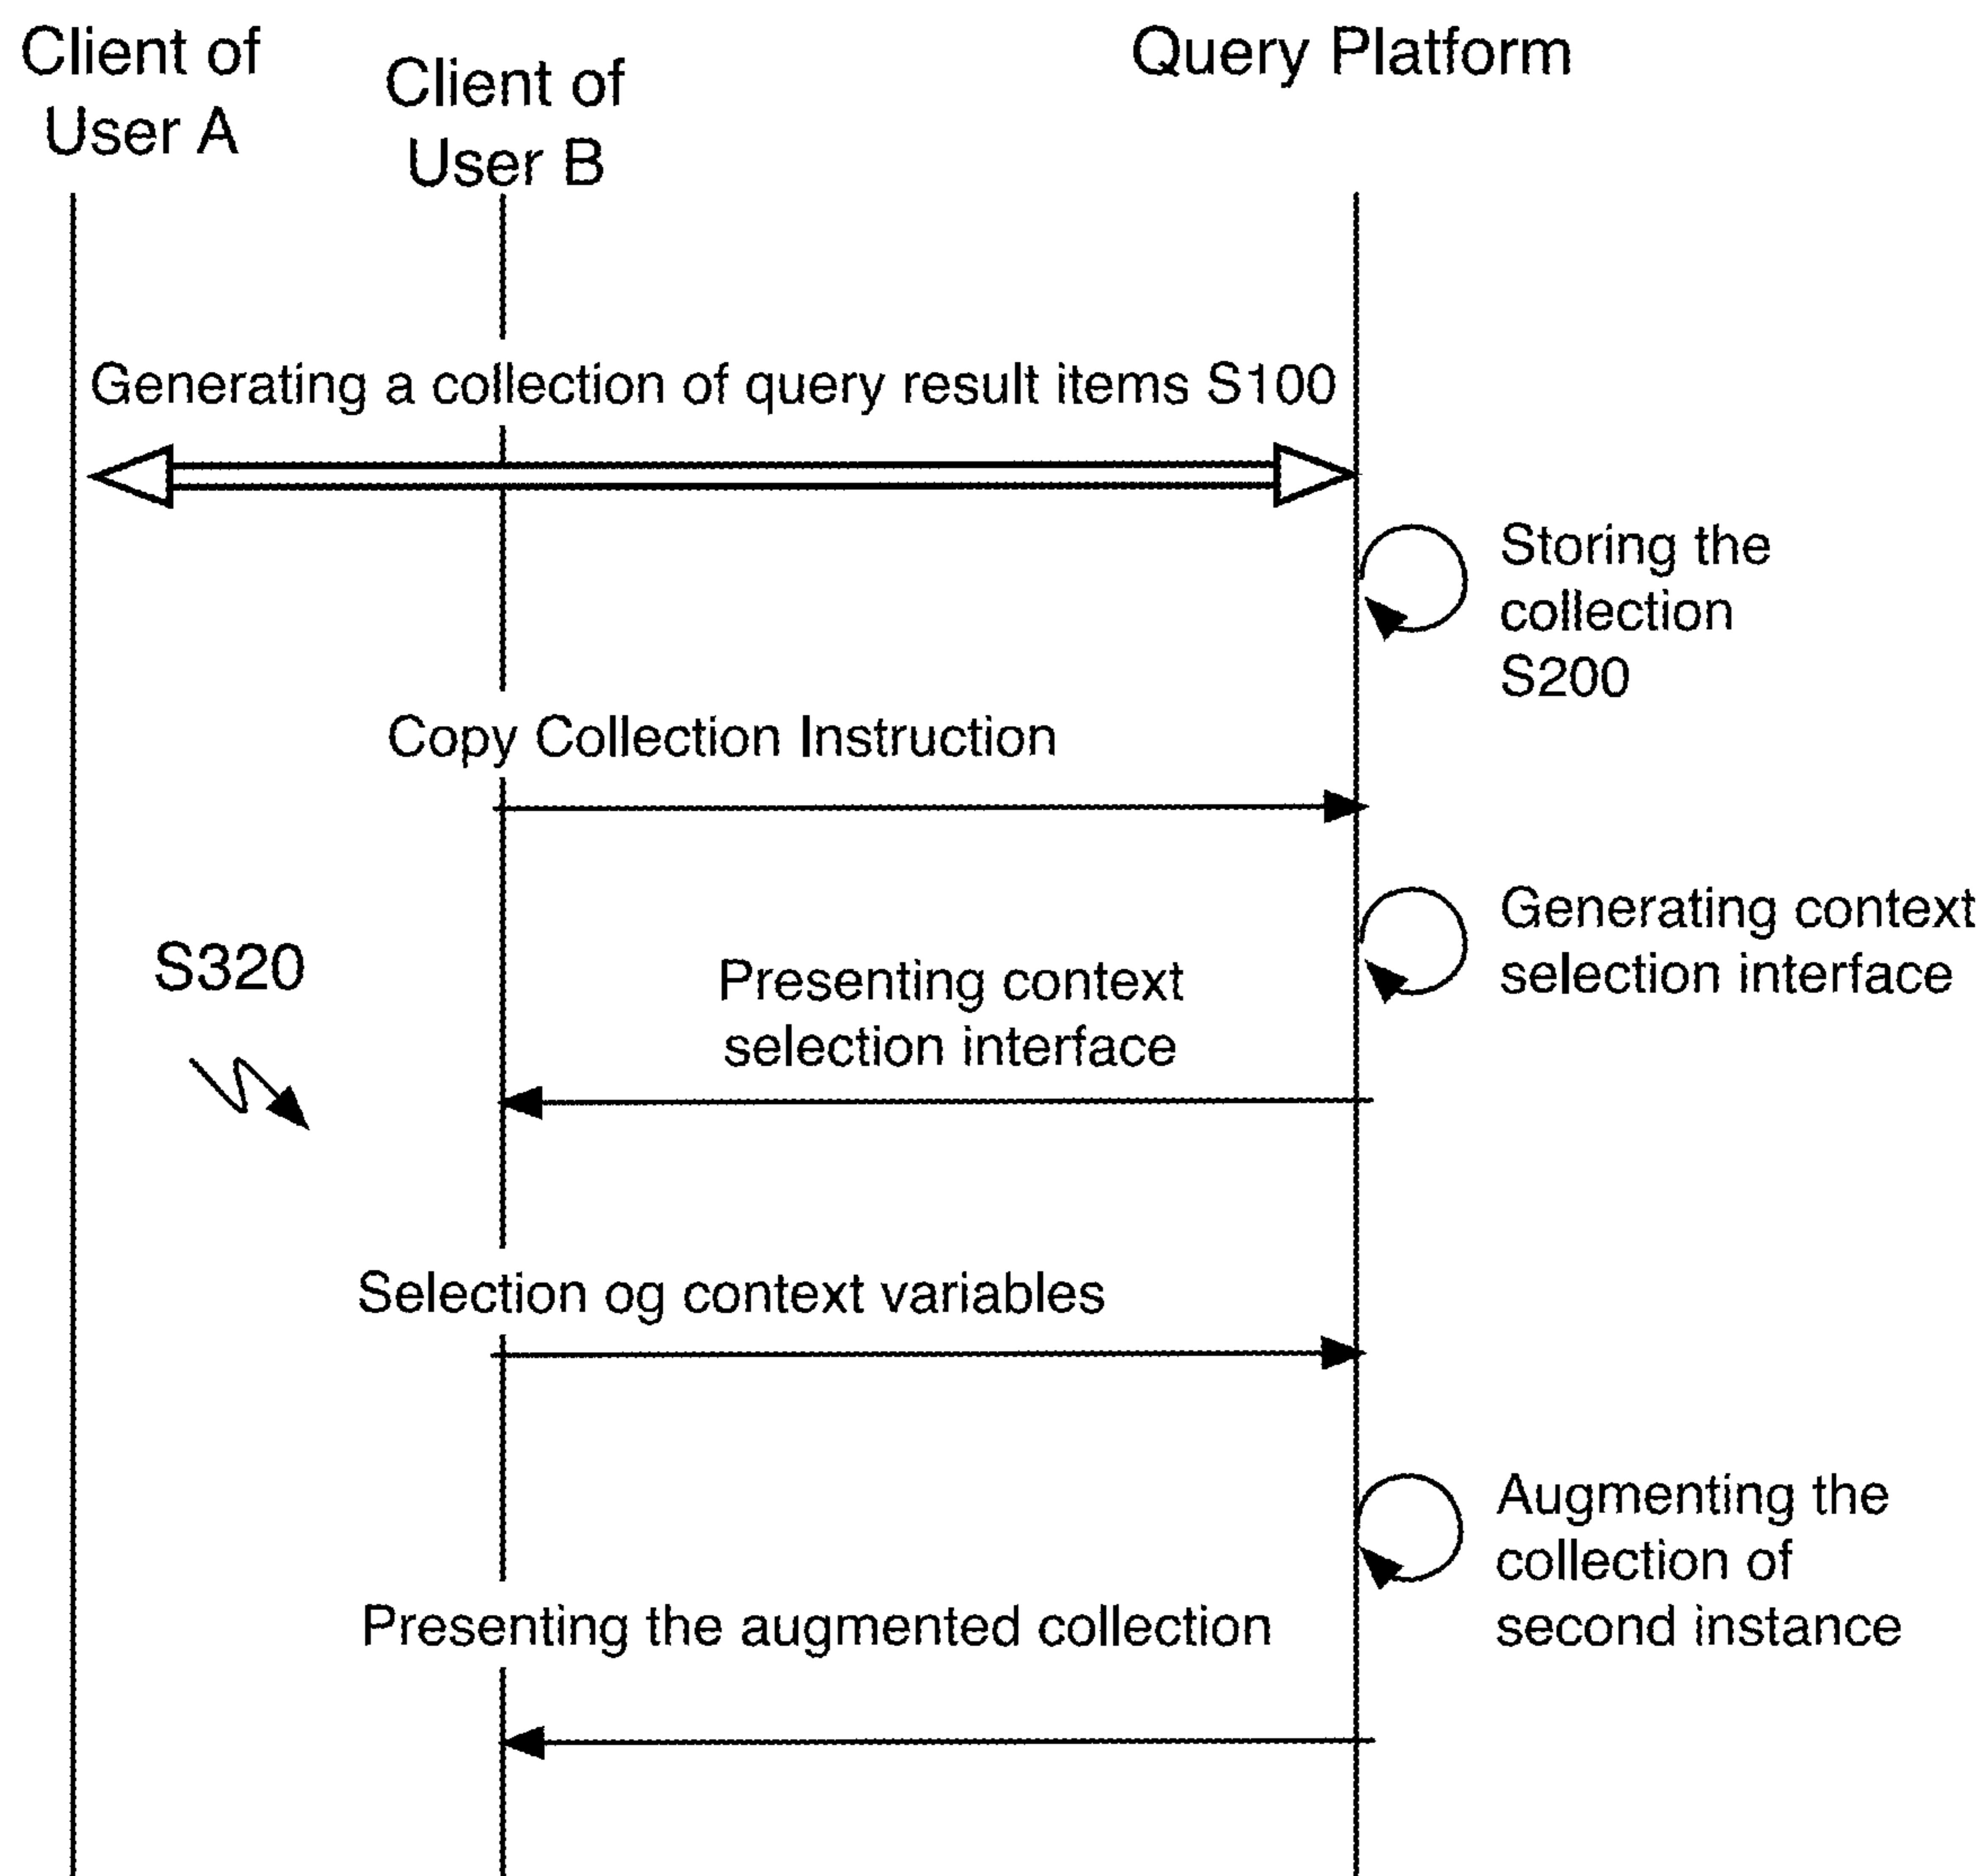 Client of
User A
Client of
User B
Query Platform
Generating a collection of query result items S100
Storing the
collection
S200
Copy Collection Instruction
Generating context
selection interface
S320
Presenting context
selection interface
Selection og context variables
Augmenting the
collection of
second instance
Presenting the augmented collection